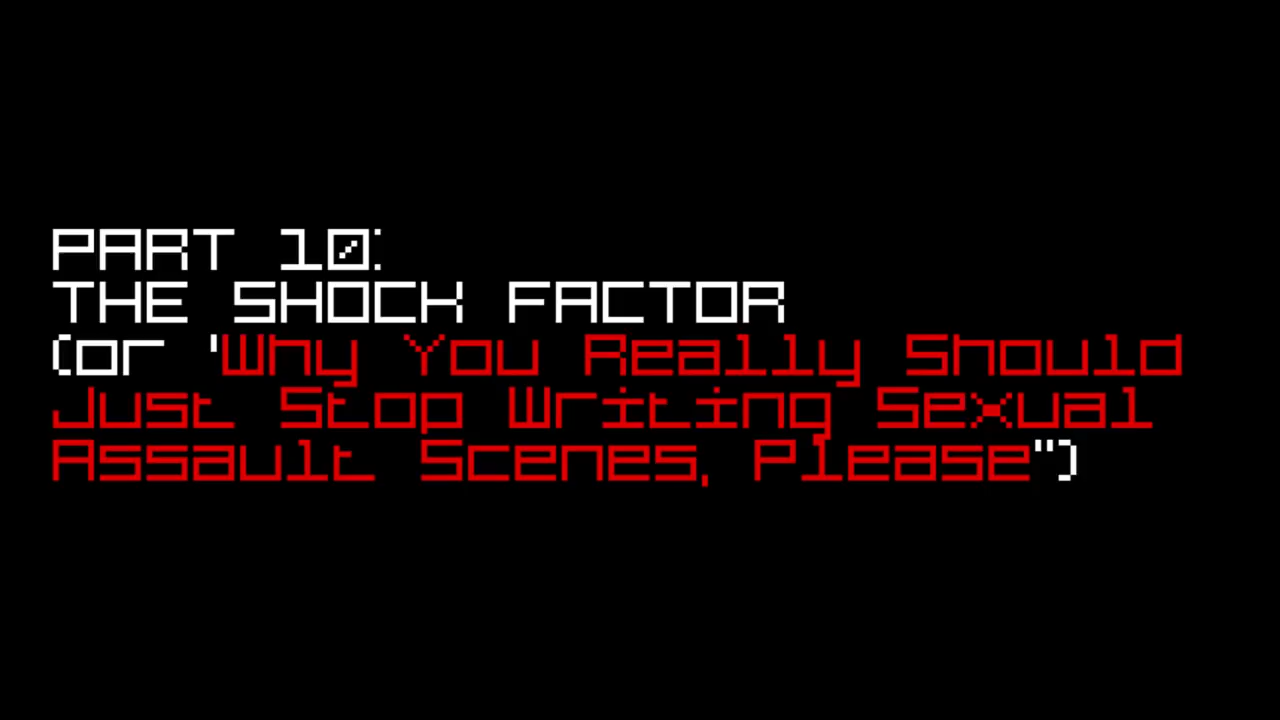 PART 10:
THE SHOCK FACTOR
(or 'Why You Really Should
Just Stop Writing Sexual
Assault Scenes, Please")